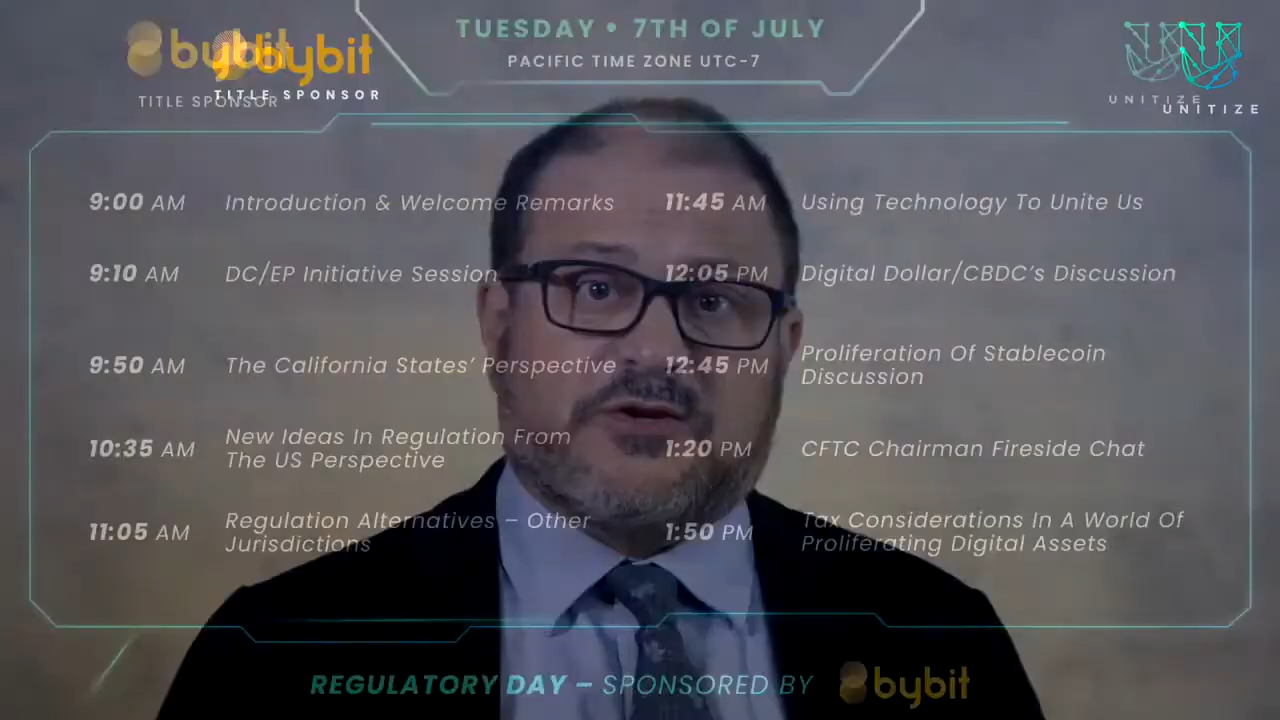 TUESDAY • 7TH OF JULY
PACIFIC TIME ZONE UTC-7
bybit
bybit
TITLE SPONSOR
TITLE SPONSOR
UNITIZE
UNITIZE
9:00 AM Introduction & Welcome Remarks
9:10 AM DC/EP Initiative Session
9:50 AM The California States’ Perspective
10:35 AM New Ideas In Regulation From
The US Perspective
11:05 AM Regulation Alternatives – Other
Jurisdictions
11:45 AM Using Technology To Unite Us
12:05 PM Digital Dollar/CBDC’s Discussion
12:45 PM Proliferation Of Stablecoin
Discussion
1:20 PM CFTC Chairman Fireside Chat
1:50 PM Tax Considerations In A World Of
Proliferating Digital Assets
REGULATORY DAY – SPONSORED BY bybit